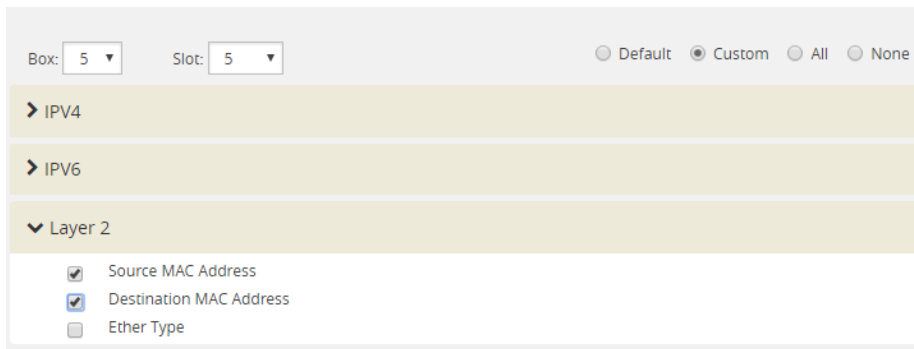 Box: 5 Slot: 5 Default Custom All None
IPV4
IPV6
Layer 2
Source MAC Address
Destination MAC Address
Ether Type